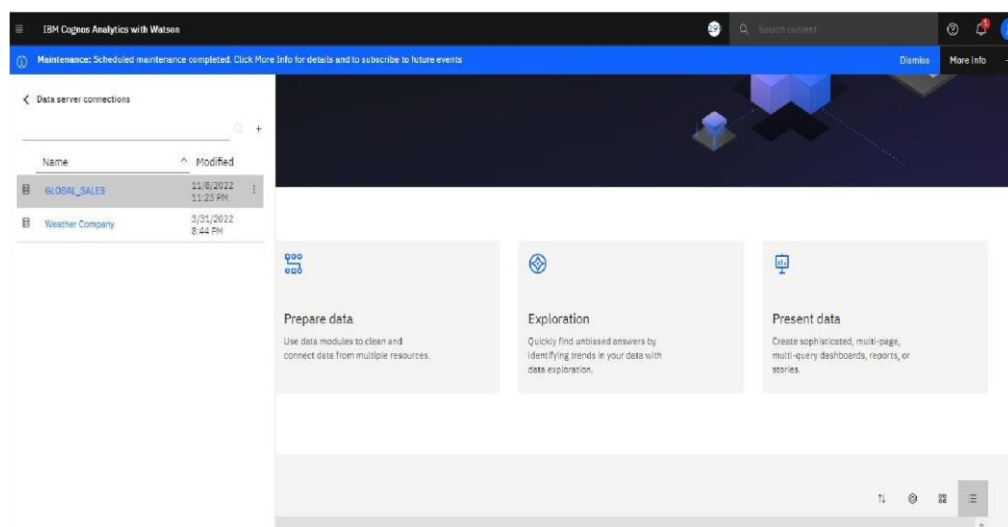 IBM Cognos Analytics with Watson
Search content
1
Maintenance: Scheduled maintenance completed. Click More Info for details and to subscribe to future events
Dismiss
More Info
Data server connections
Name
Modified
GLOBAL_SALES
11/8/2022
11:23 PM
Weather Company
3/31/2022
8:44 PM
Prepare data
Use data modules to clean and
connect data from multiple resources.
Exploration
Quickly find unbiased answers by
identifying trends in your data with
data exploration.
Present data
Create sophisticated, multi-page,
multi-query dashboards, reports, or
stories.